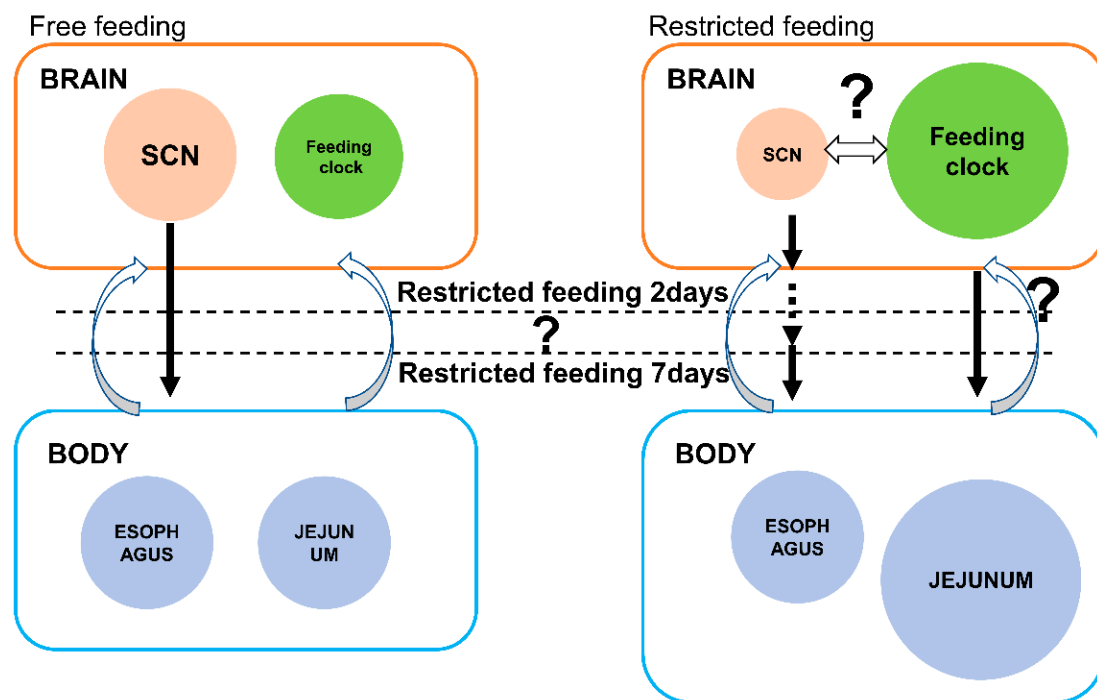 Free feeding
BRAIN
SCN
Feeding
clock
Restricted feeding
BRAIN
?
SCN
Feeding
clock
Restricted feeding 2days
?
?
Restricted feeding 7days
BODY
ESOPH
AGUS
JEJUN
UM
BODY
ESOPH
AGUS
JEJUNUM